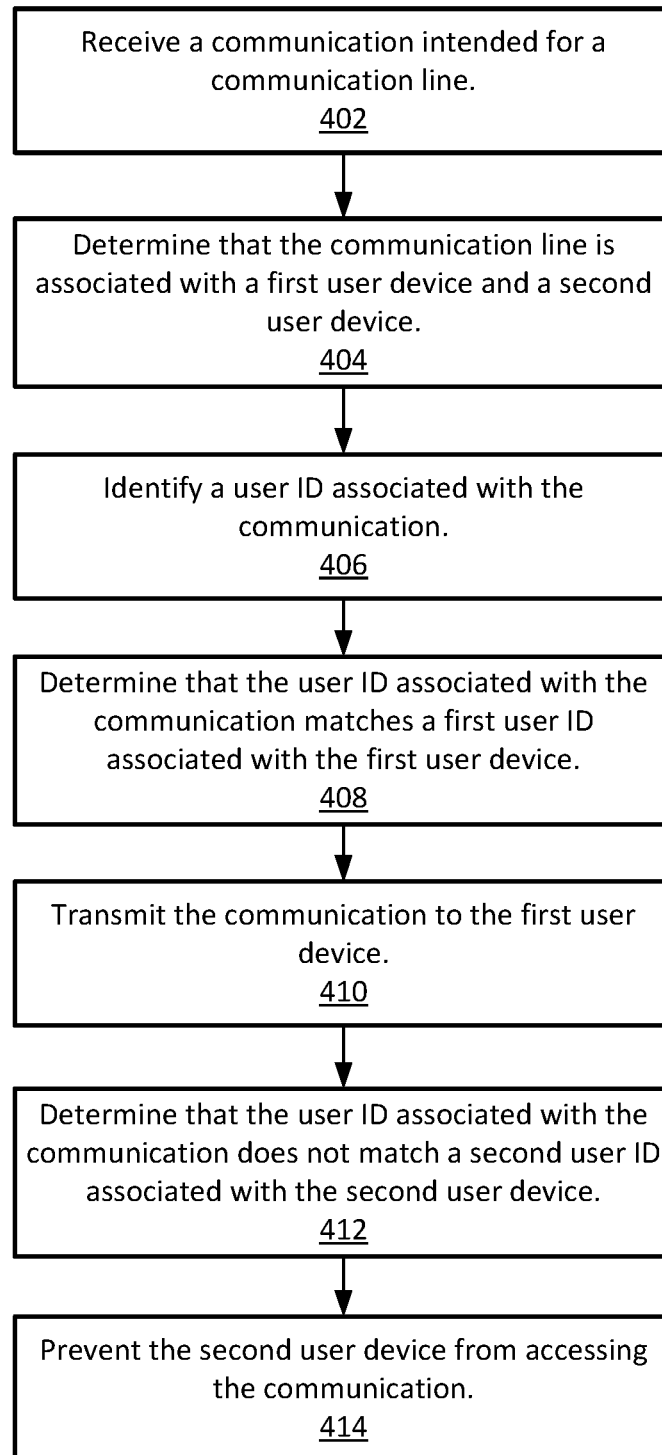 Receive a communication intended for a
communication line.
402
Determine that the communication line is
associated with a first user device and a second
user device.
404
Identify a user ID associated with the
communication.
406
Determine that the user ID associated with the
communication matches a first user ID
associated with the first user device.
408
Transmit the communication to the first user
device.
410
Determine that the user ID associated with the
communication does not match a second user ID
associated with the second user device.
412
Prevent the second user device from accessing
the communication.
414